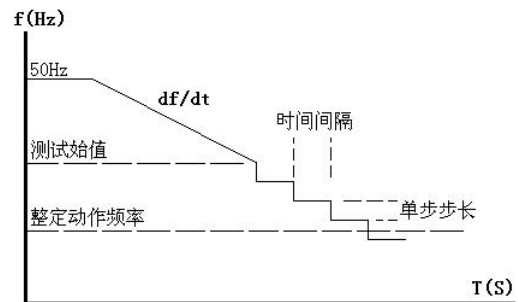 f(Hz)
50Hz
df/dt
时间间隔
测试始值
单步步长
整定动作频率
T(S)